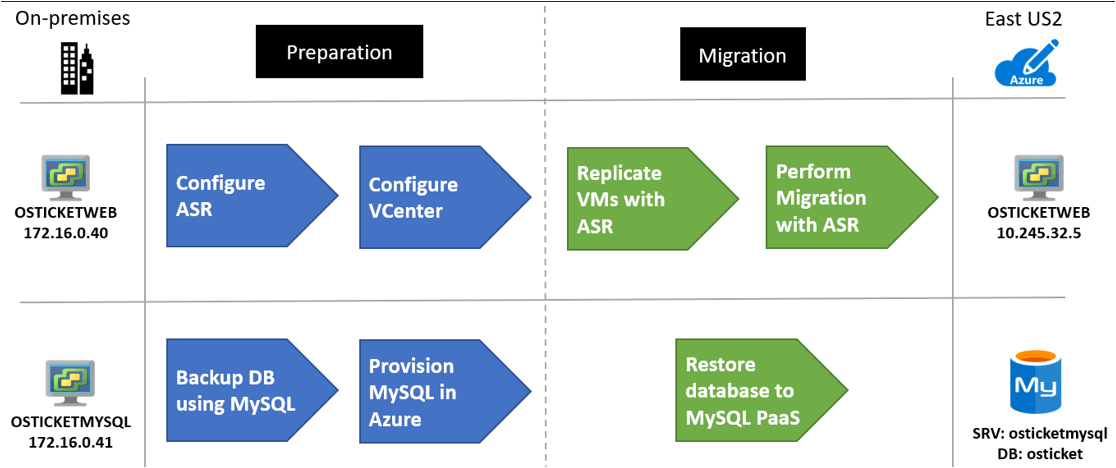 On-premises
Preparation
Migration
East US2
Azure
OSTICKETWEB
172.16.0.40
Configure
ASR
Configure
VCenter
Replicate
VMs with
ASR
Perform
Migration
with ASR
OSTICKETWEB
10.245.32.5
OSTICKETMYSQL
172.16.0.41
Backup DB
using MySQL
Provision
MySQL in
Azure
Restore
database to
MySQL PaaS
My
SRV: osticketmysql
DB: osticket